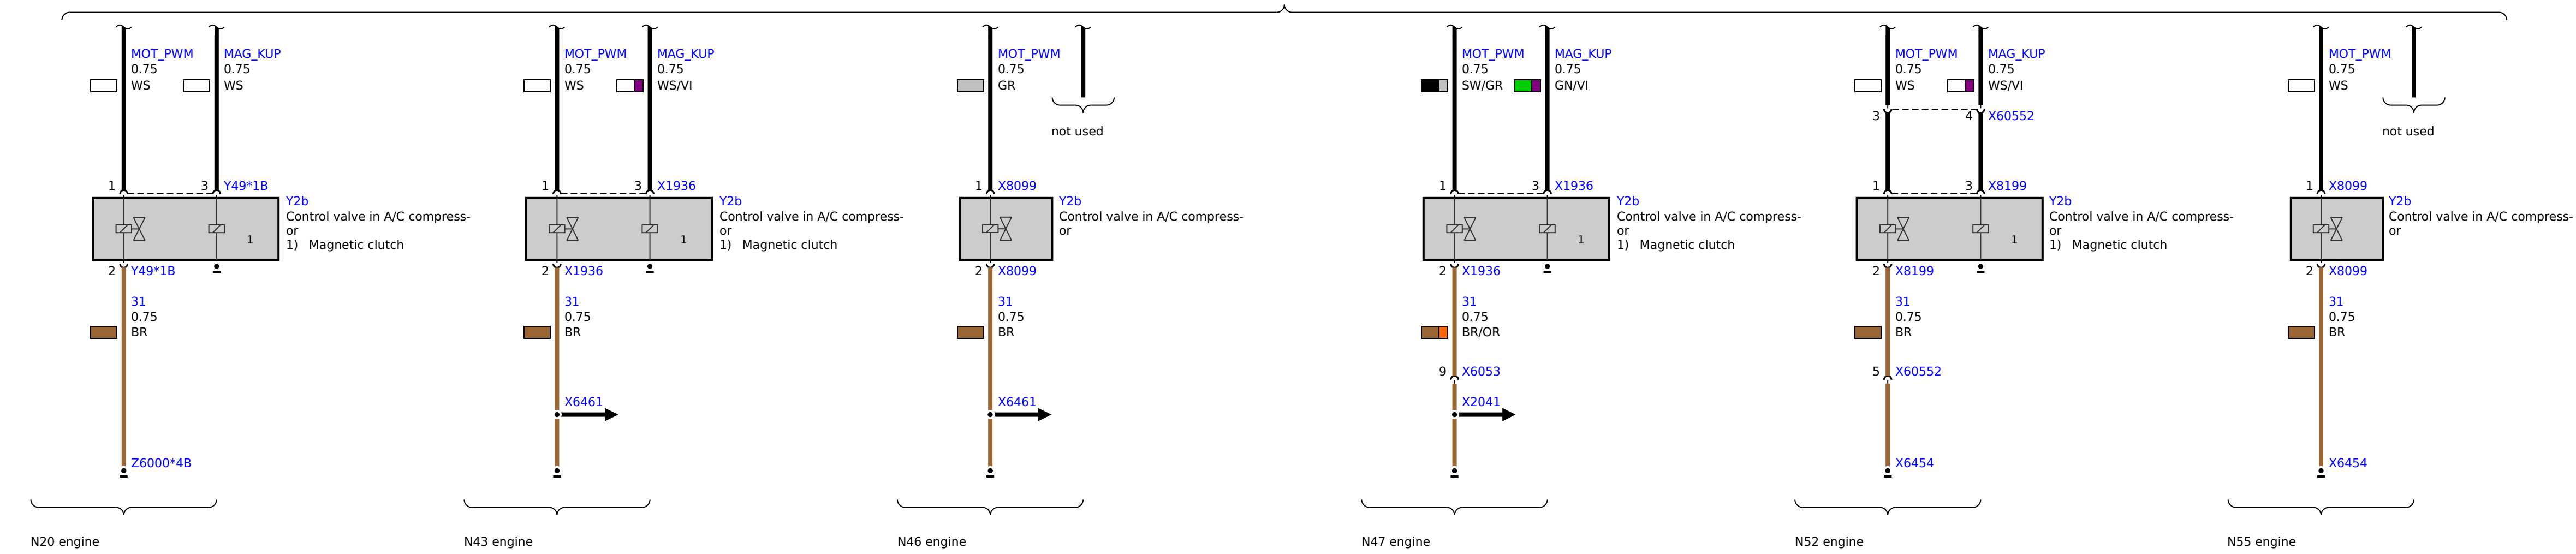 MOT_PWM MAG_KUP
0.75 0.75
WS WS
1 3 Y49*1B
Y2b
Control valve in A/C compress-
or
1) Magnetic clutch
1
2 Y49*1B
31
0.75
BR
Z6000*4B
N20 engine
MOT_PWM MAG_KUP
0.75 0.75
WS WS/VI
1 3 X1936
Y2b
Control valve in A/C compress-
or
1) Magnetic clutch
1
2 X1936
31
0.75
BR
X6461
N43 engine
MOT_PWM
0.75
GR
not used
1 X8099
Y2b
Control valve in A/C compress-
or
2 X8099
31
0.75
BR
X6461
N46 engine
MOT_PWM MAG_KUP
0.75 0.75
SW/GR GN/VI
1 3 X1936
Y2b
Control valve in A/C compress-
or
1) Magnetic clutch
1
2 X1936
31
0.75
BR/OR
9 X6053
X2041
N47 engine
MOT_PWM MAG_KUP
0.75 0.75
WS WS/VI
3 4 X60552
1 3 X8199
Y2b
Control valve in A/C compress-
or
1) Magnetic clutch
1
2 X8199
31
0.75
BR
5 X60552
X6454
N52 engine
MOT_PWM
0.75
WS
not used
1 X8099
Y2b
Control valve in A/C compress-
or
2 X8099
31
0.75
BR
X6454
N55 engine